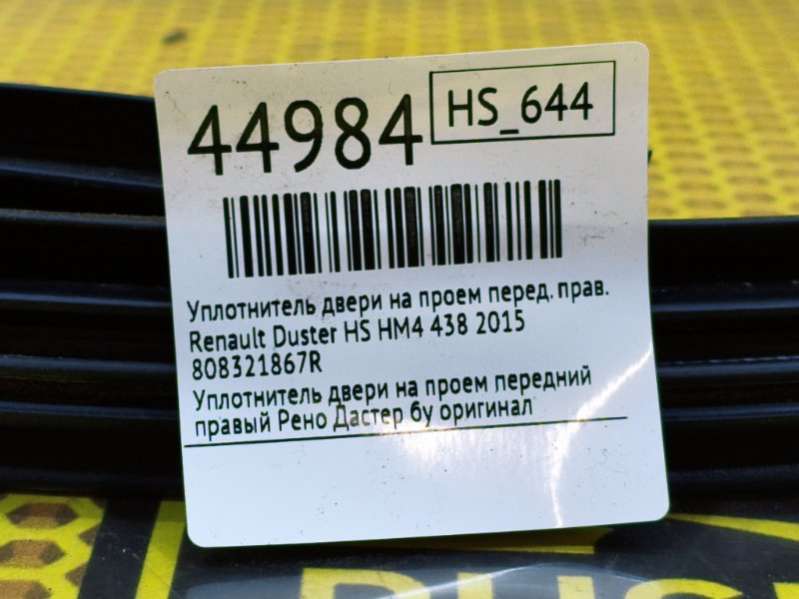 44984
HS_644
Уплотнитель двери на проем перед. прав.
Renault Duster HS HM4 438 2015
808321867R
Уплотнитель двери на проем передний
правый Рено Дастер бу оригинал